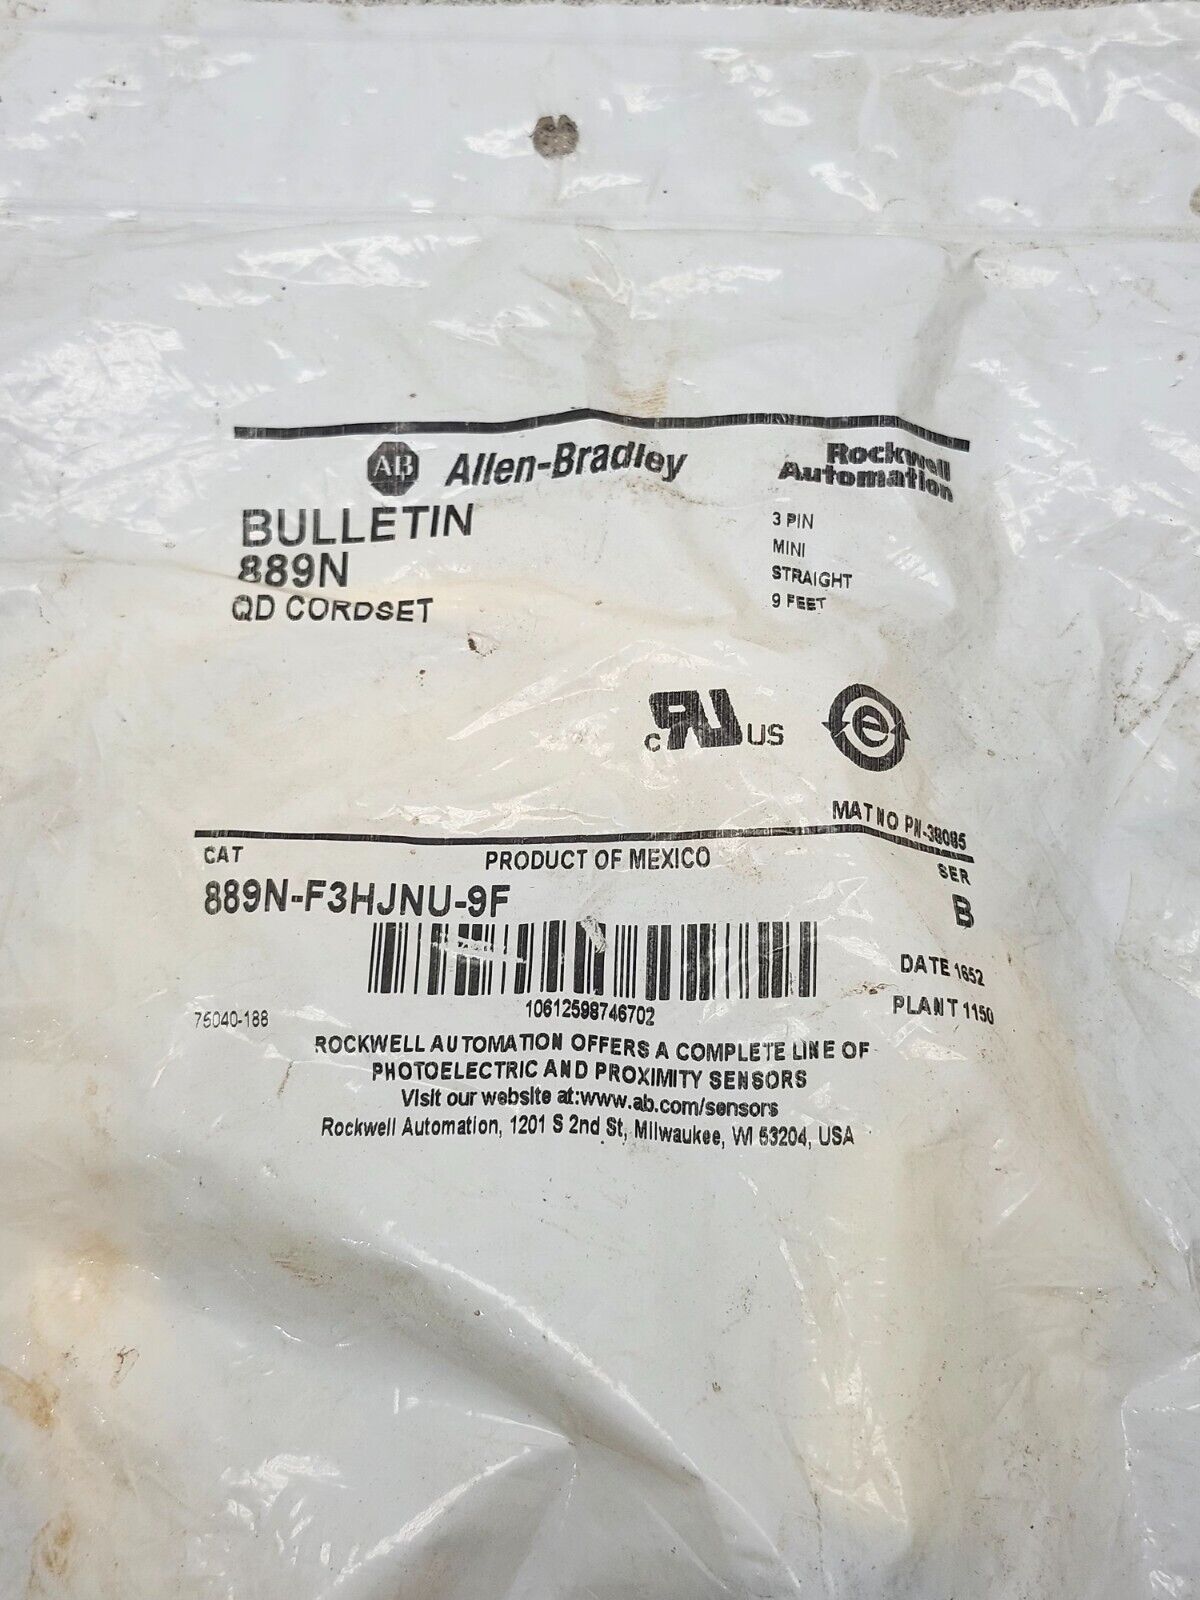 AB Allen-Bradley
Rockwell
Automation
BULLETIN
889N
QD CORDSET
3 PIN
MINI
STRAIGHT
9 FEET
c RU US
e
MAT NO PN-38085
CAT
PRODUCT OF MEXICO
SER
889N-F3HJNU-9F
B
DATE 1652
10612598746702
PLANT 1150
75040-188
ROCKWELL AUTOMATION OFFERS A COMPLETE LINE OF
PHOTOELECTRIC AND PROXIMITY SENSORS
Visit our website at:www.ab.com/sensors
Rockwell Automation, 1201 S 2nd St, Milwaukee, WI 53204, USA